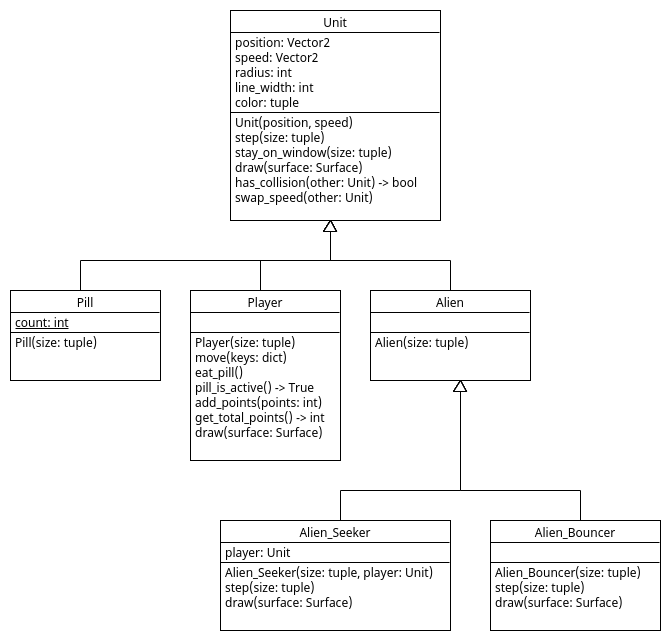 Unit
position: Vector2
speed: Vector2
radius: int
line_width: int
color: tuple
Unit(position, speed)
step(size: tuple)
stay_on_window(size: tuple)
draw(surface: Surface)
has_collision(other: Unit) -> bool
swap_speed(other: Unit)
Pill
count: int
Pill(size: tuple)
Player
Player(size: tuple)
move(keys: dict)
eat_pill()
pill_is_active() -> True
add_points(points: int)
get_total_points() -> int
draw(surface: Surface)
Alien
Alien(size: tuple)
Alien_Seeker
player: Unit
Alien_Seeker(size: tuple, player: Unit)
step(size: tuple)
draw(surface: Surface)
Alien_Bouncer
Alien_Bouncer(size: tuple)
step(size: tuple)
draw(surface: Surface)